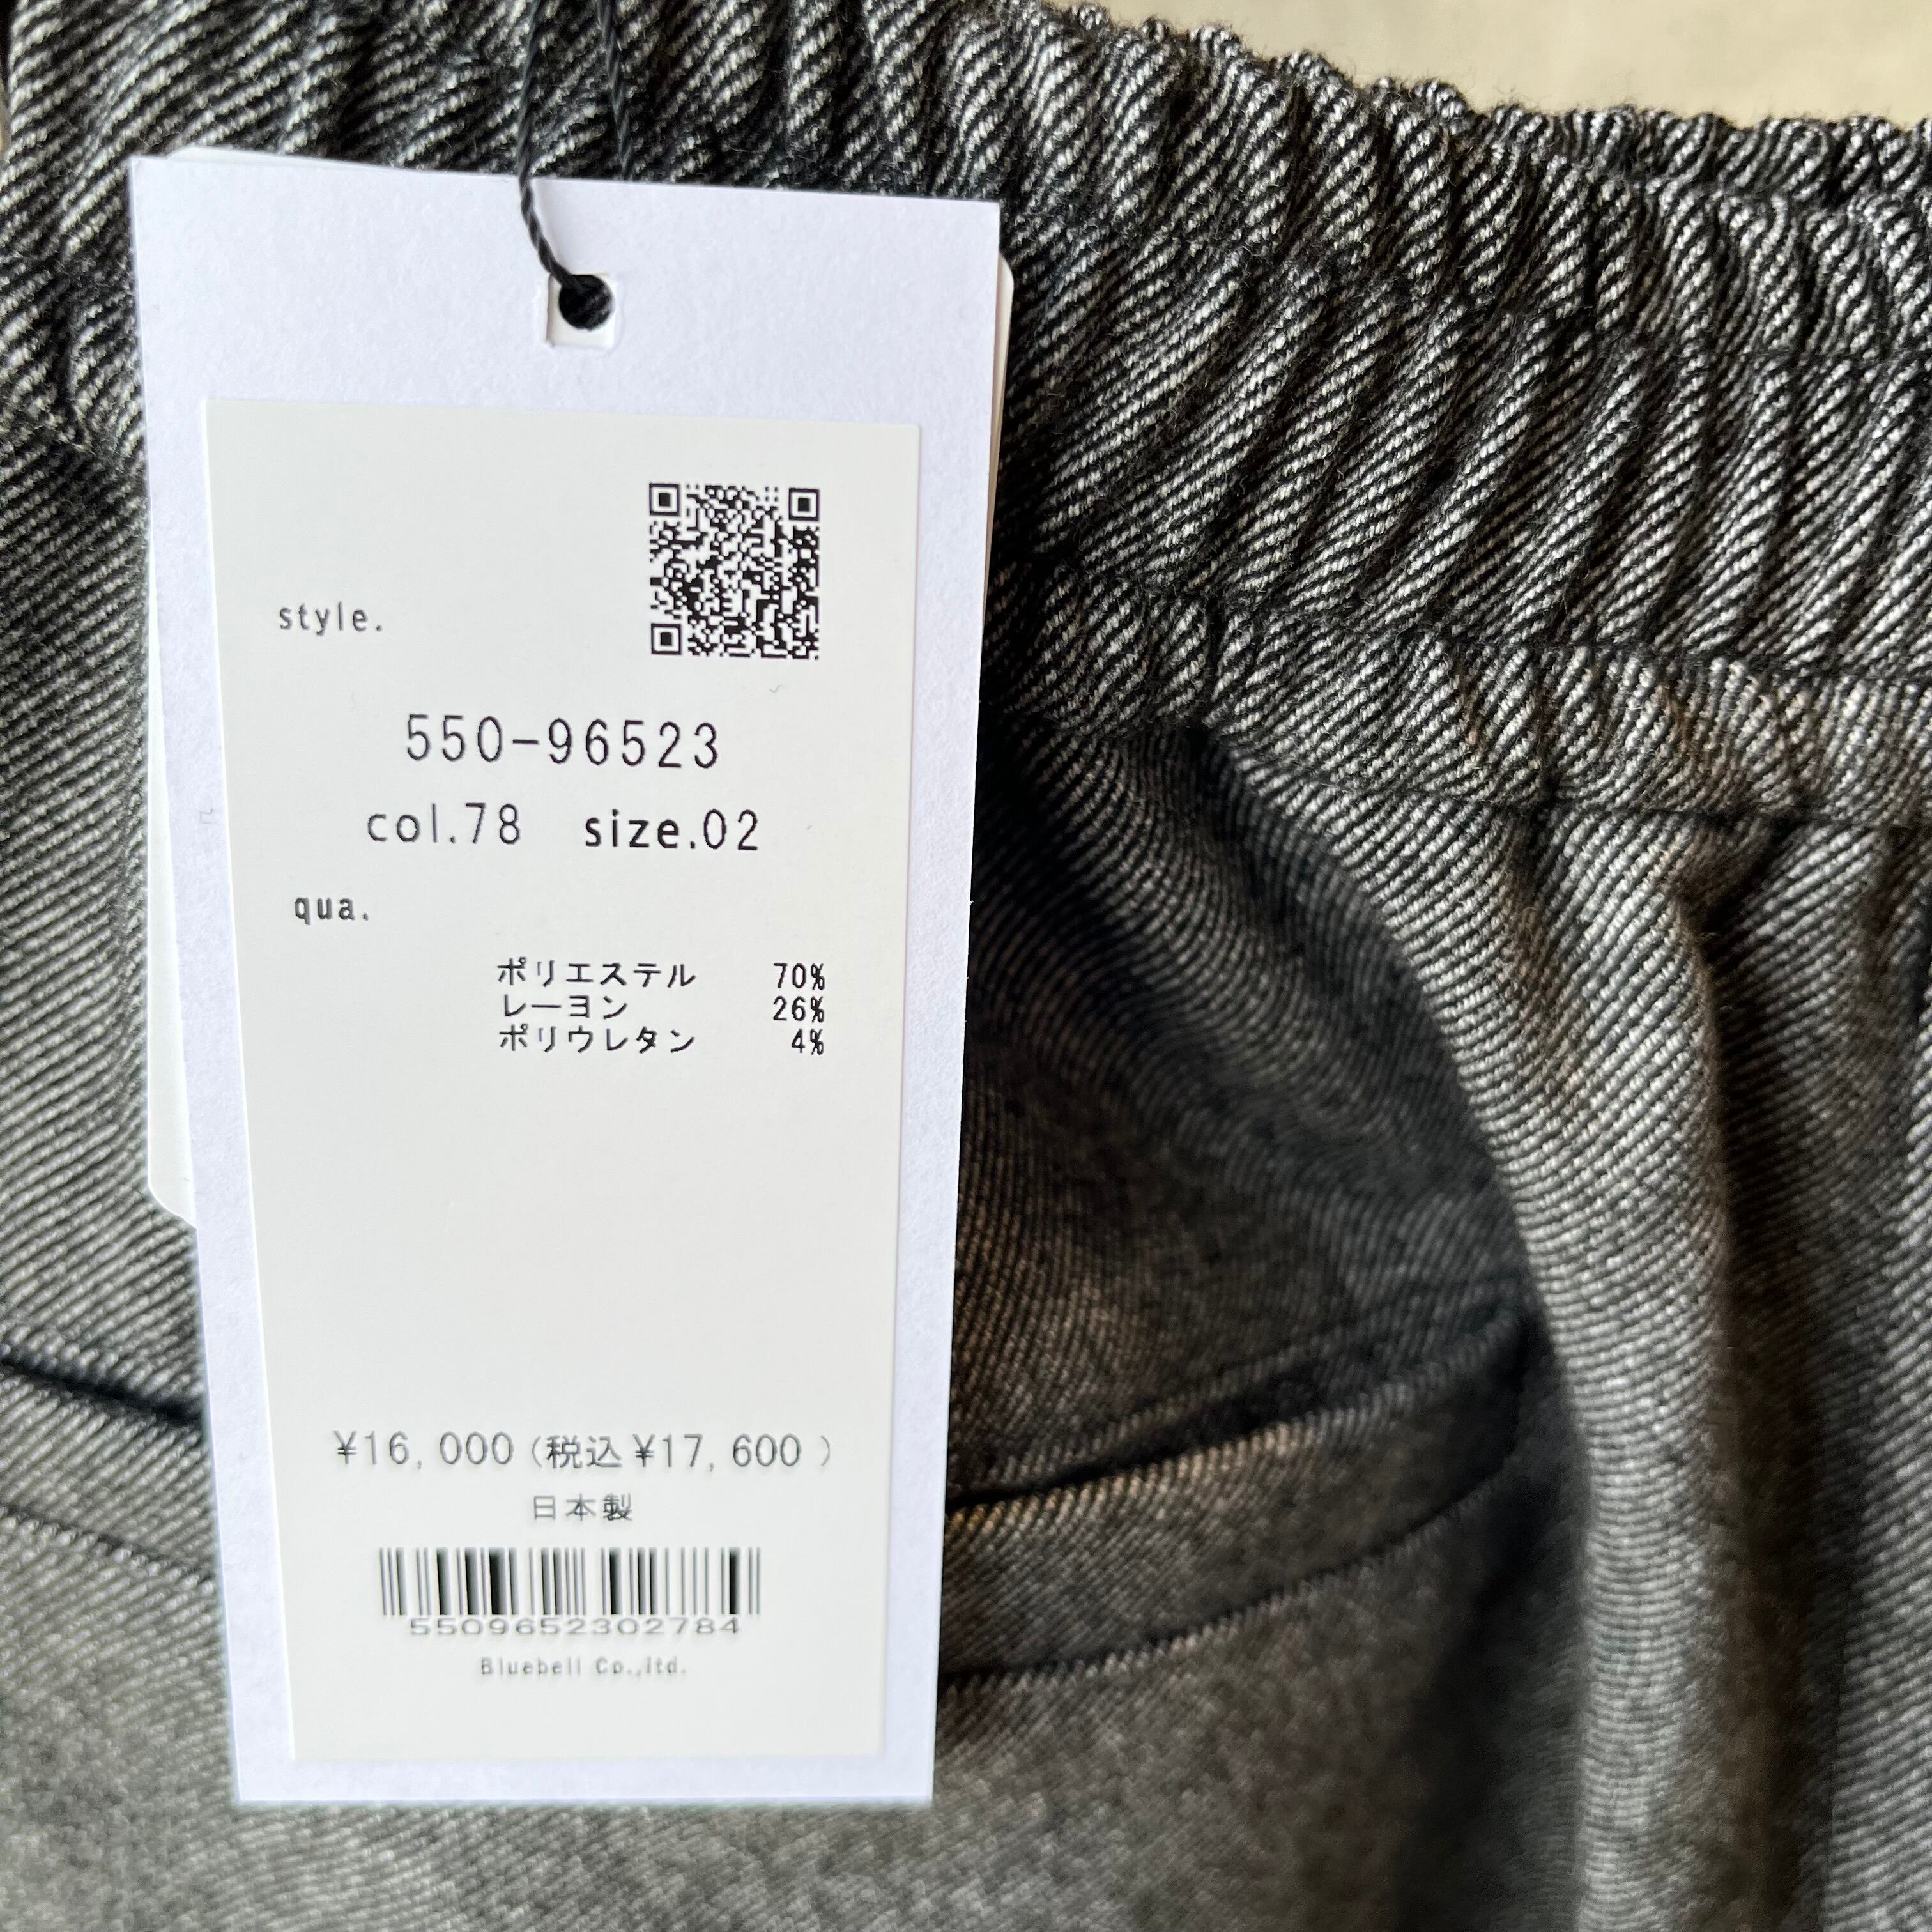 style.
550-96523
col.78 size.02
qua.
ポリエステル 70%
レーヨン 26%
ポリウレタン 4%
¥16,000(税込¥17,600 )
日本製
5509652302784
Bluebell Co.,ltd.